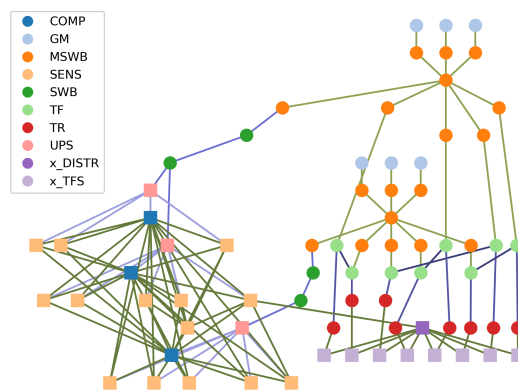 COMP
GM
MSWB
SENS
SWB
TF
TR
UPS
x_DISTR
x_TFS